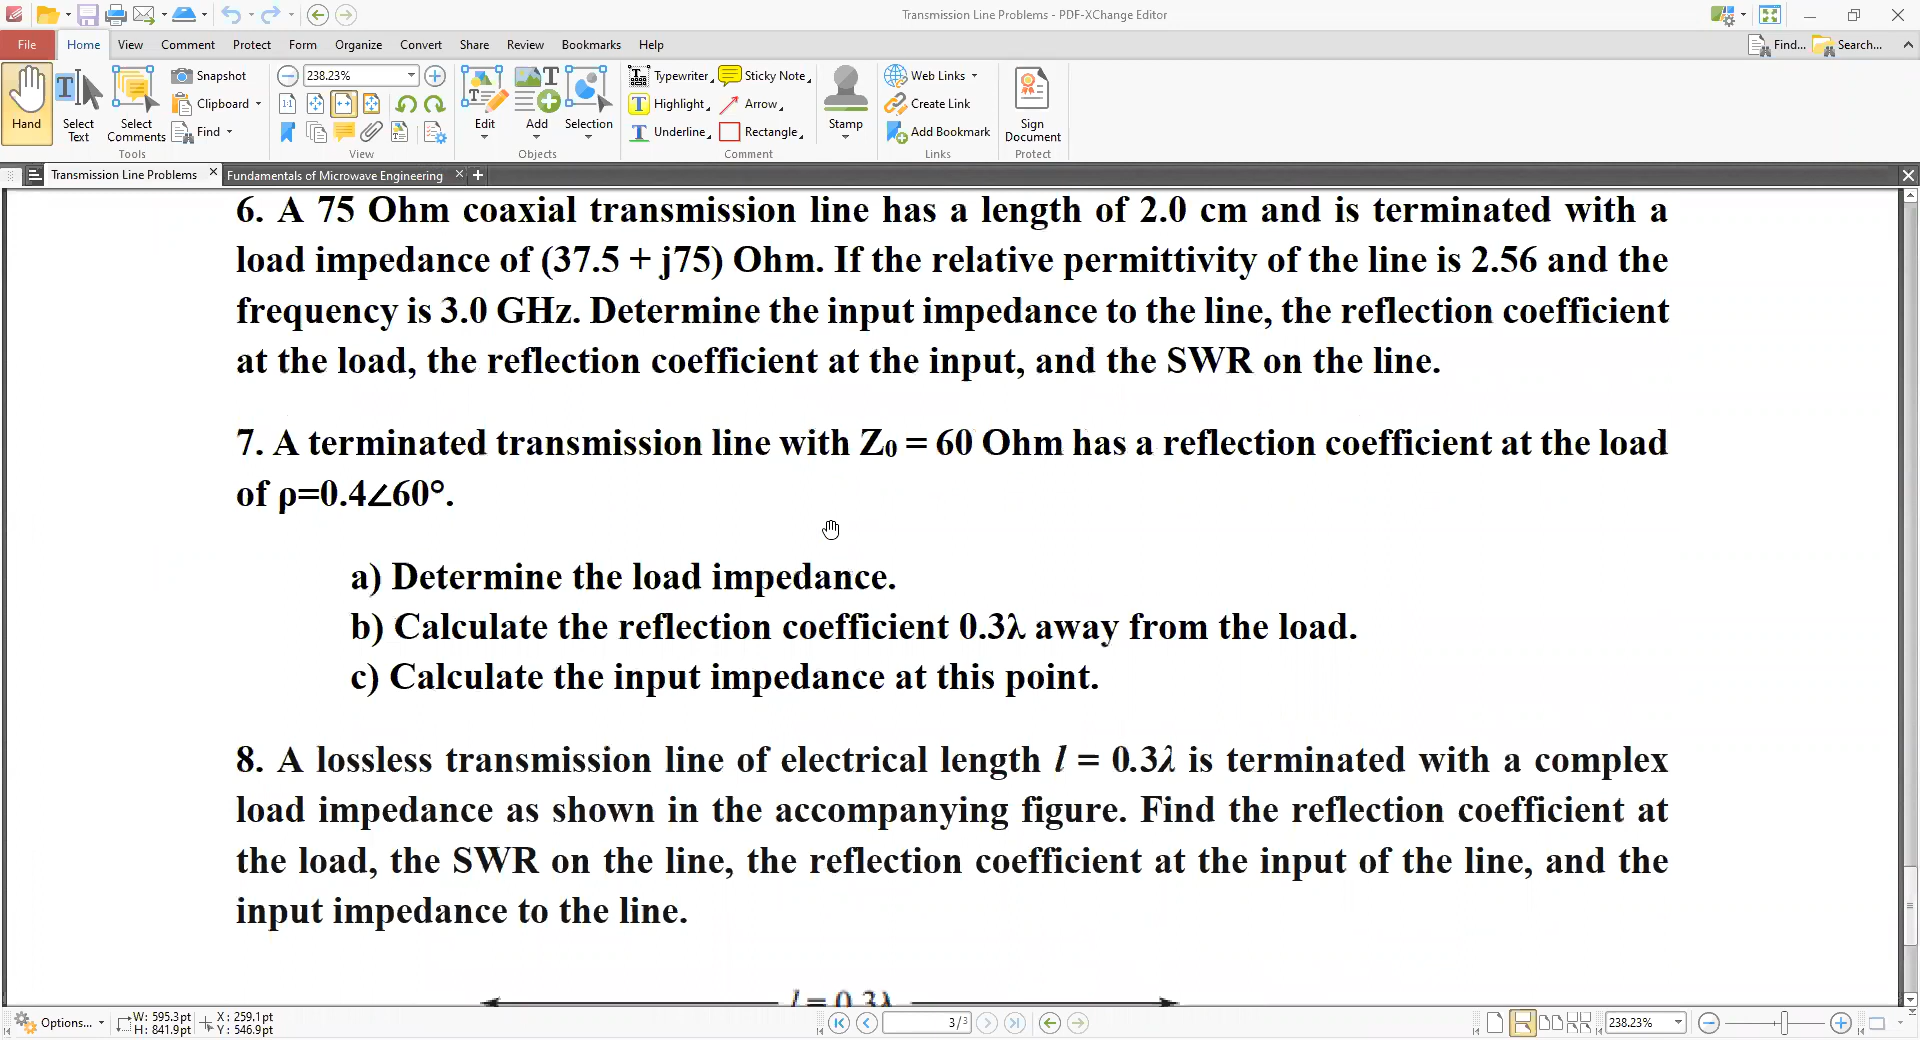 Transmission Line Problems - PDF-XChange Editor
File Home View Comment Protect Form Organize Convert Share Review Bookmarks Help Find... Search...
Snapshot 238.23% Typewriter Sticky Note Web Links
Clipboard Highlight Arrow Create Link
Hand Select Text Select Comments Find Edit Add Selection Underline Rectangle Stamp Add Bookmark Sign Document
Tools View Objects Comment Links Protect
Transmission Line Problems Fundamentals of Microwave Engineering
6. A 75 Ohm coaxial transmission line has a length of 2.0 cm and is terminated with a
load impedance of (37.5 + j75) Ohm. If the relative permittivity of the line is 2.56 and the
frequency is 3.0 GHz. Determine the input impedance to the line, the reflection coefficient
at the load, the reflection coefficient at the input, and the SWR on the line.
7. A terminated transmission line with Z₀ = 60 Ohm has a reflection coefficient at the load
of ρ=0.4∠60°.
a) Determine the load impedance.
b) Calculate the reflection coefficient 0.3λ away from the load.
c) Calculate the input impedance at this point.
8. A lossless transmission line of electrical length l = 0.3λ is terminated with a complex
load impedance as shown in the accompanying figure. Find the reflection coefficient at
the load, the SWR on the line, the reflection coefficient at the input of the line, and the
input impedance to the line.
l = 0.3λ
Options... W: 595.3pt X: 259.1pt 3/3 238.23%
H: 841.9pt Y: 546.9pt